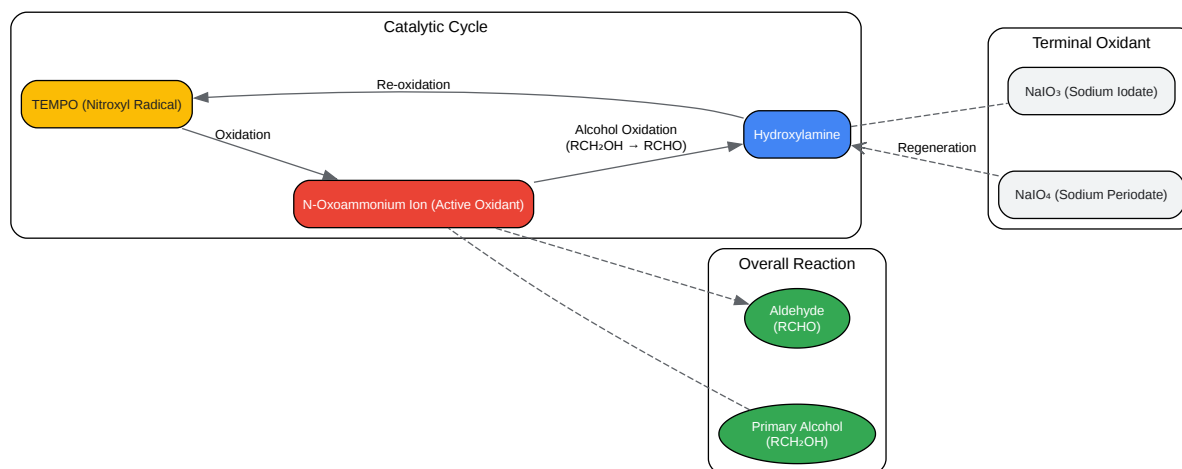 Catalytic Cycle
Terminal Oxidant
TEMPO (Nitroxyl Radical)
Re-oxidation
NaIO₃ (Sodium Iodate)
Oxidation
Alcohol Oxidation
(RCH₂OH → RCHO)
Hydroxylamine
Regeneration
N-Oxoammonium Ion (Active Oxidant)
NaIO₄ (Sodium Periodate)
Overall Reaction
Aldehyde
(RCHO)
Primary Alcohol
(RCH₂OH)